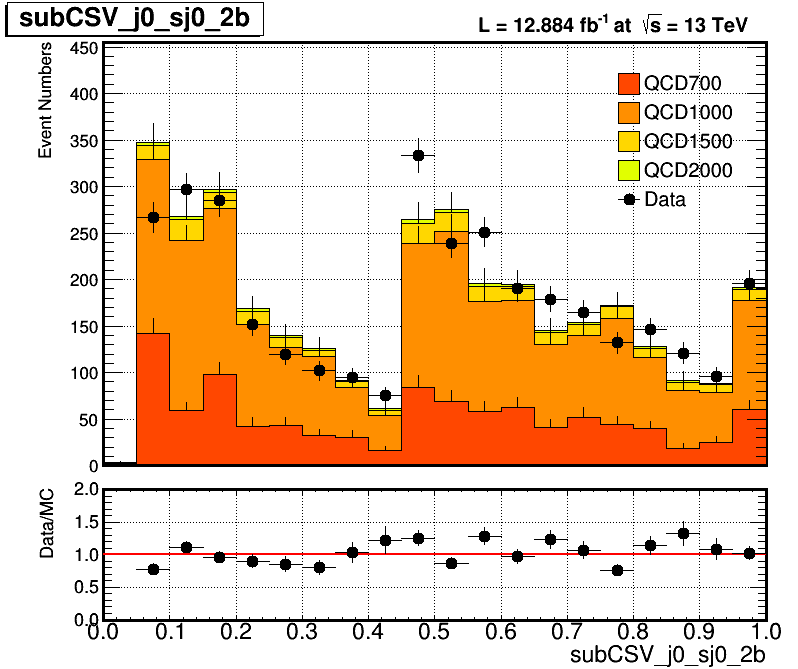 subCSV_j0_sj0_2b
L = 12.884 fb⁻¹ at √s = 13 TeV
Event Numbers
450
400
350
300
250
200
150
100
50
0
QCD700
QCD1000
QCD1500
QCD2000
Data
Data/MC
2.0
1.5
1.0
0.5
0.0
0.0 0.1 0.2 0.3 0.4 0.5 0.6 0.7 0.8 0.9 1.0
subCSV_j0_sj0_2b